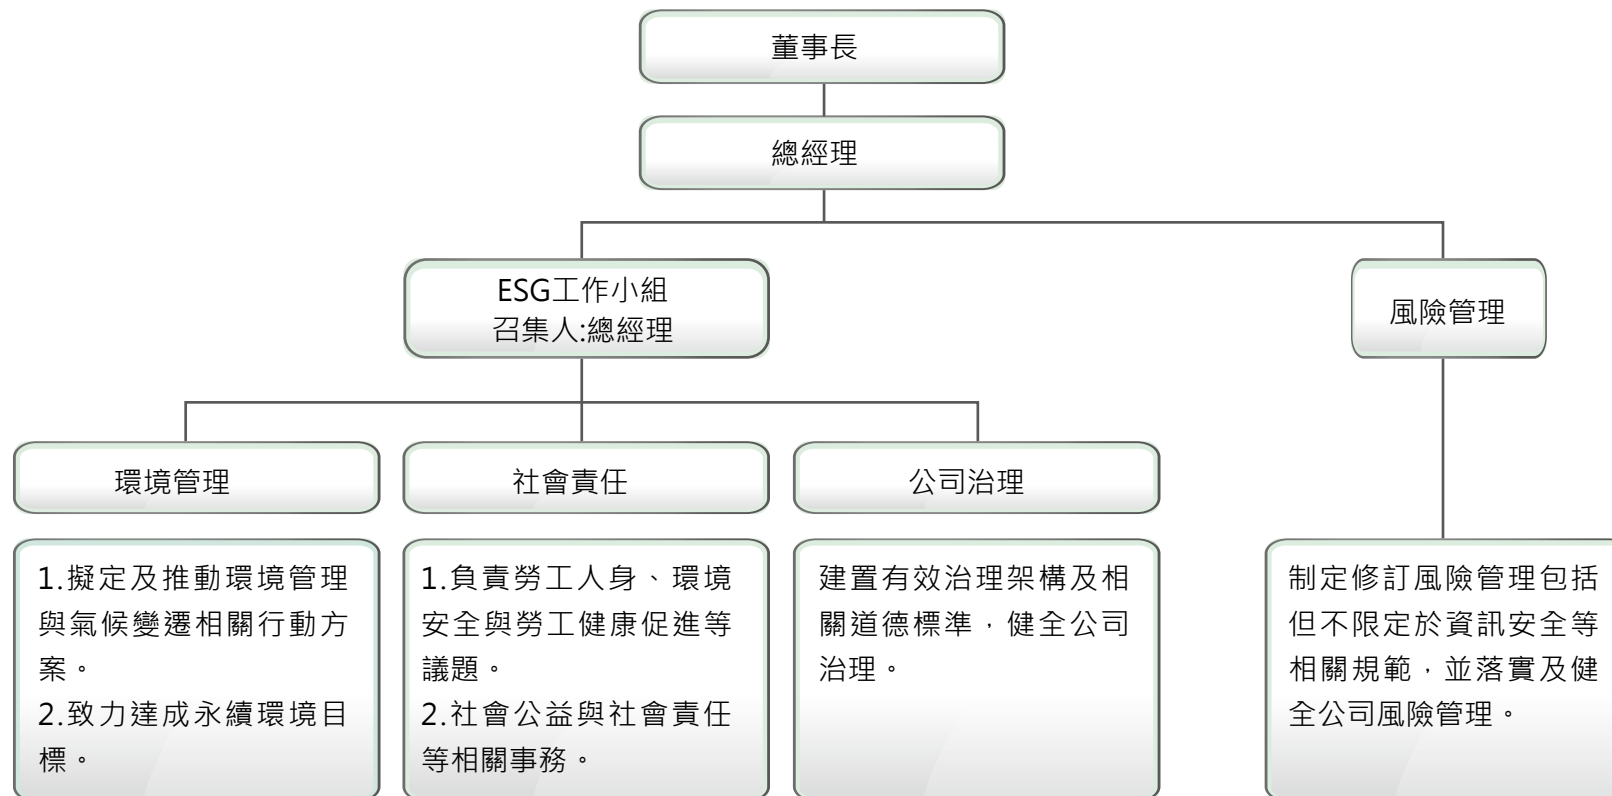 董事長
總經理
ESG工作小組
召集人:總經理
風險管理
環境管理
社會責任
公司治理
1.擬定及推動環境管理
與氣候變遷相關行動方
案。
2.致力達成永續環境目
標。
1.負責勞工人身、環境
安全與勞工健康促進等
議題。
2.社會公益與社會責任
等相關事務。
建置有效治理架構及相
關道德標準，健全公司
治理。
制定修訂風險管理包括
但不限定於資訊安全等
相關規範，並落實及健
全公司風險管理。